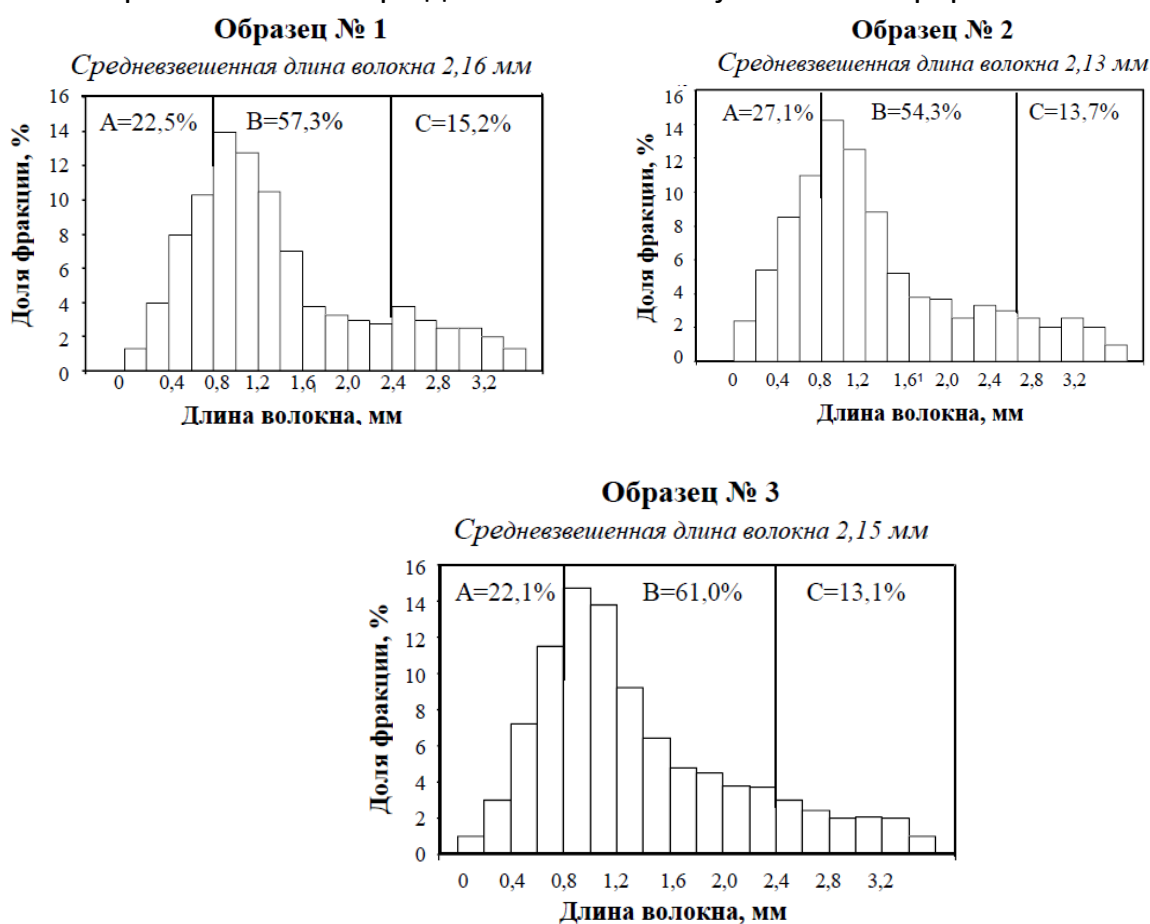 Образец № 1
Средневзвешенная длина волокна 2,16 мм
16
14
12
10
8
6
4
2
0
Доля фракции, %
A=22,5%
B=57,3%
C=15,2%
0 0,4 0,8 1,2 1,6 2,0 2,4 2,8 3,2
Длина волокна, мм
Образец № 2
Средневзвешенная длина волокна 2,13 мм
16
14
12
10
8
6
4
2
0
Доля фракции, %
A=27,1%
B=54,3%
C=13,7%
0 0,4 0,8 1,2 1,6¹ 2,0 2,4 2,8 3,2
Длина волокна, мм
Образец № 3
Средневзвешенная длина волокна 2,15 мм
16
14
12
10
8
6
4
2
0
Доля фракции, %
A=22,1%
B=61,0%
C=13,1%
0 0,4 0,8 1,2 1,6 2,0 2,4 2,8 3,2
Длина волокна, мм